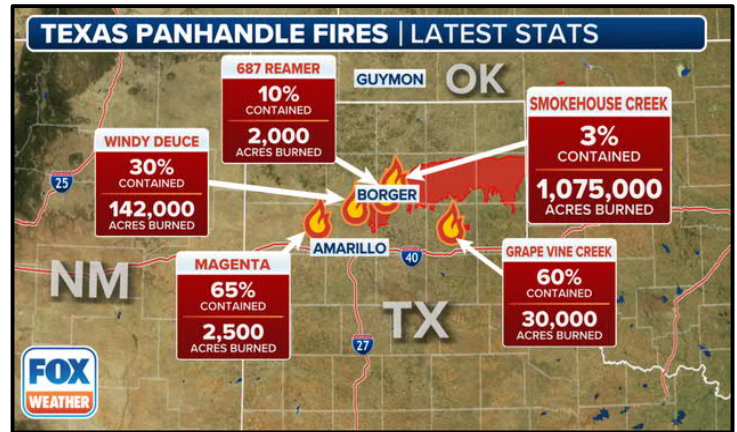 TEXAS PANHANDLE FIRES | LATEST STATS
687 REAMER
10%
CONTAINED
2,000
ACRES BURNED
GUYMON
OK
SMOKEHOUSE CREEK
3%
CONTAINED
1,075,000
ACRES BURNED
WINDY DEUCE
30%
CONTAINED
142,000
ACRES BURNED
25
BORGER
AMARILLO
40
NM
MAGENTA
65%
CONTAINED
2,500
ACRES BURNED
TX
27
GRAPE VINE CREEK
60%
CONTAINED
30,000
ACRES BURNED
FOX
WEATHER